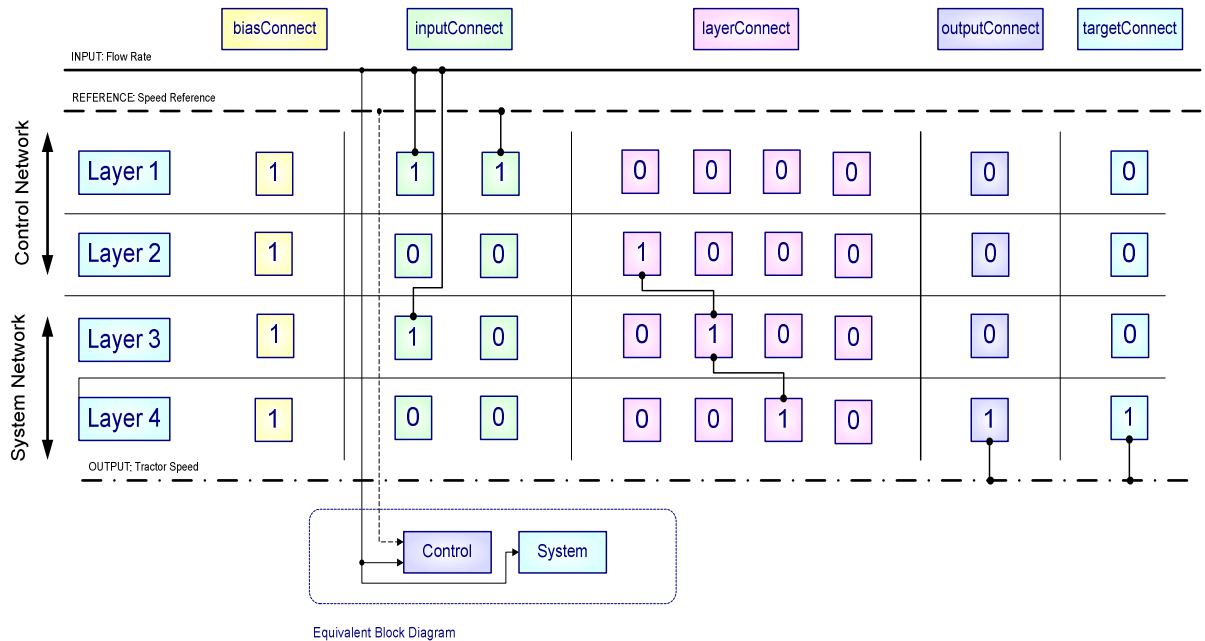 biasConnect inputConnect layerConnect outputConnect targetConnect
INPUT: Flow Rate
REFERENCE: Speed Reference
Control Network
Layer 1 1 1 1 0 0 0 0 0 0
Layer 2 1 0 0 1 0 0 0 0 0
System Network
Layer 3 1 1 0 0 1 0 0 0 0
Layer 4 1 0 0 0 0 1 0 1 1
OUTPUT: Tractor Speed
Control System
Equivalent Block Diagram